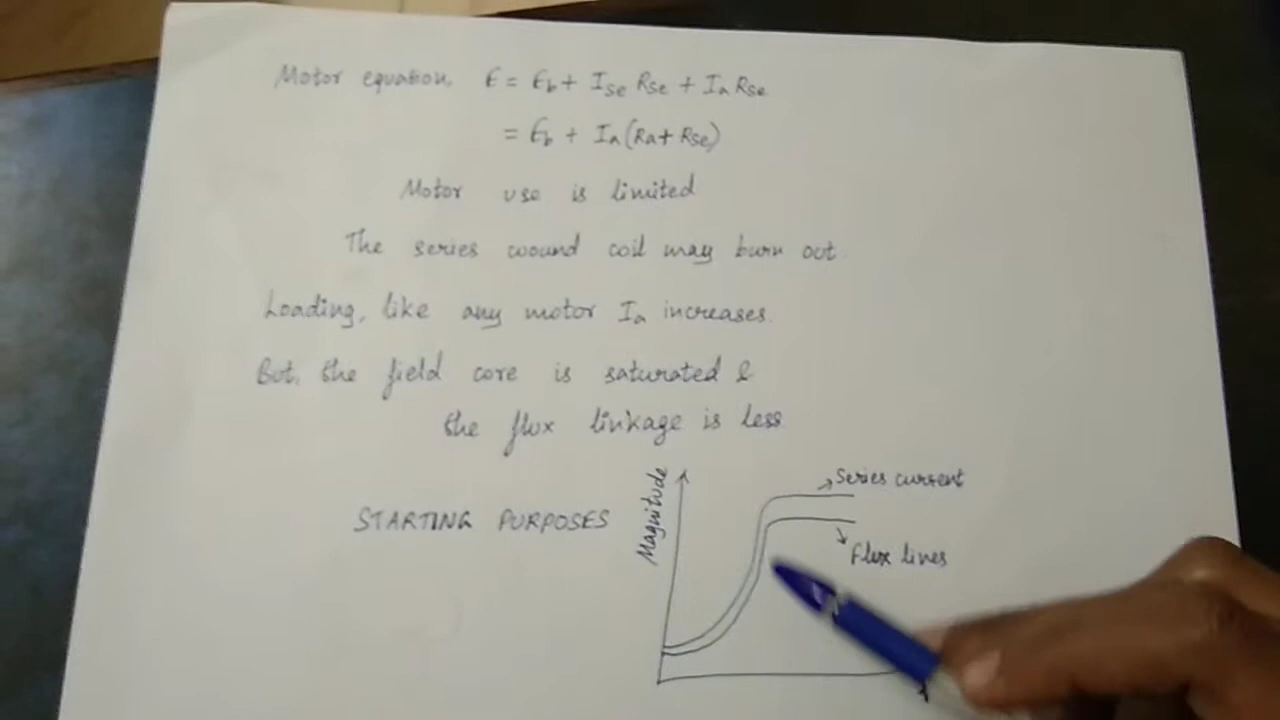 Motor equation, E = Eb + Ise Rse + Ia Rse
= Eb + Ia (Ra + Rse)
Motor use is limited
The series wound coil may burn out.
Loading, like any motor Ia increases.
But, the field core is saturated &
the flux linkage is less
STARTING PURPOSES
Magnitude
Series current
Flux lines